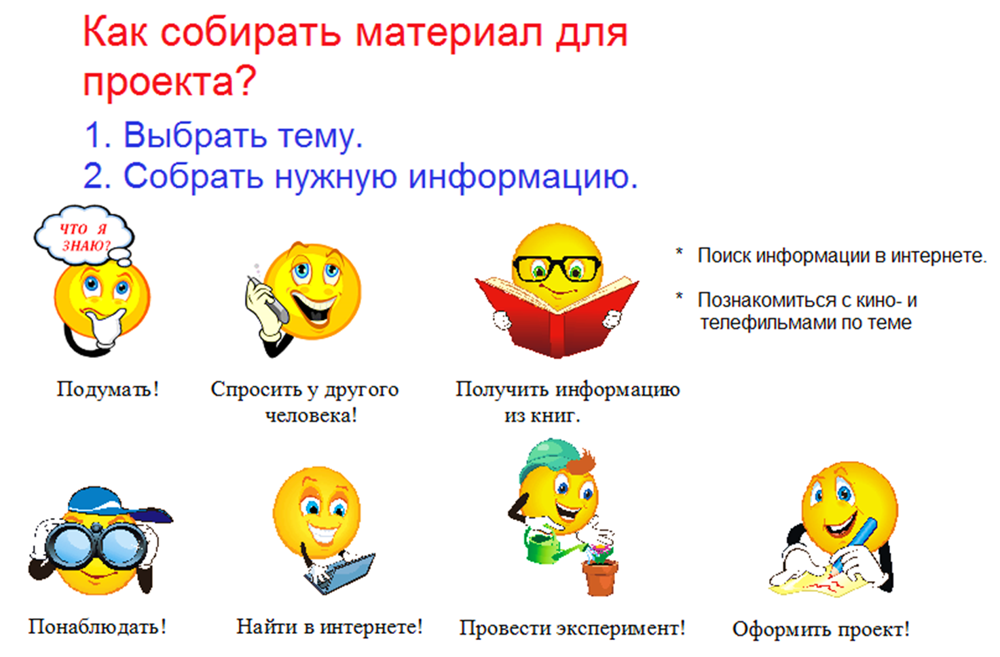 Как собирать материал для
проекта?
1. Выбрать тему.
2. Собрать нужную информацию.
ЧТО Я
ЗНАЮ?
* Поиск информации в интернете.
* Познакомиться с кино- и
телефильмами по теме
Подумать!
Спросить у другого
человека!
Получить информацию
из книг.
Понаблюдать!
Найти в интернете!
Провести эксперимент!
Оформить проект!